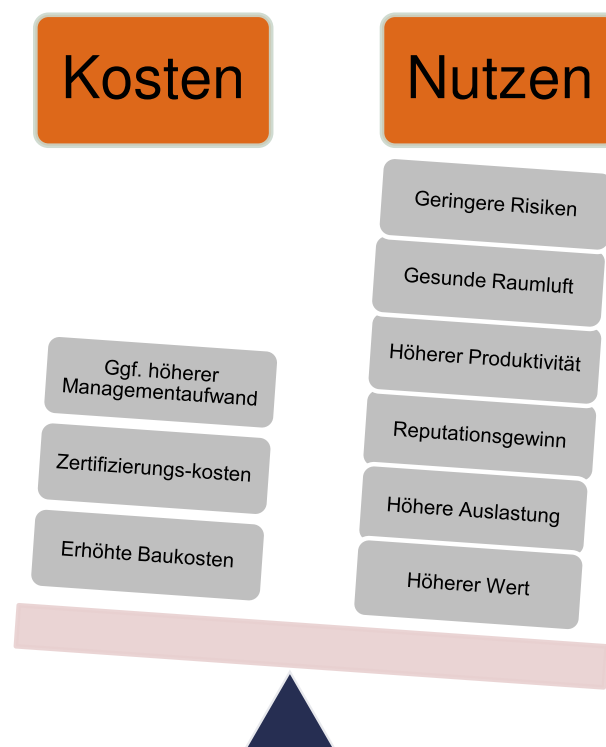 Kosten
Nutzen
Geringere Risiken
Gesunde Raumluft
Höherer Produktivität
Reputationsgewinn
Höhere Auslastung
Höherer Wert
Ggf. höherer
Managementaufwand
Zertifizierungs-kosten
Erhöhte Baukosten